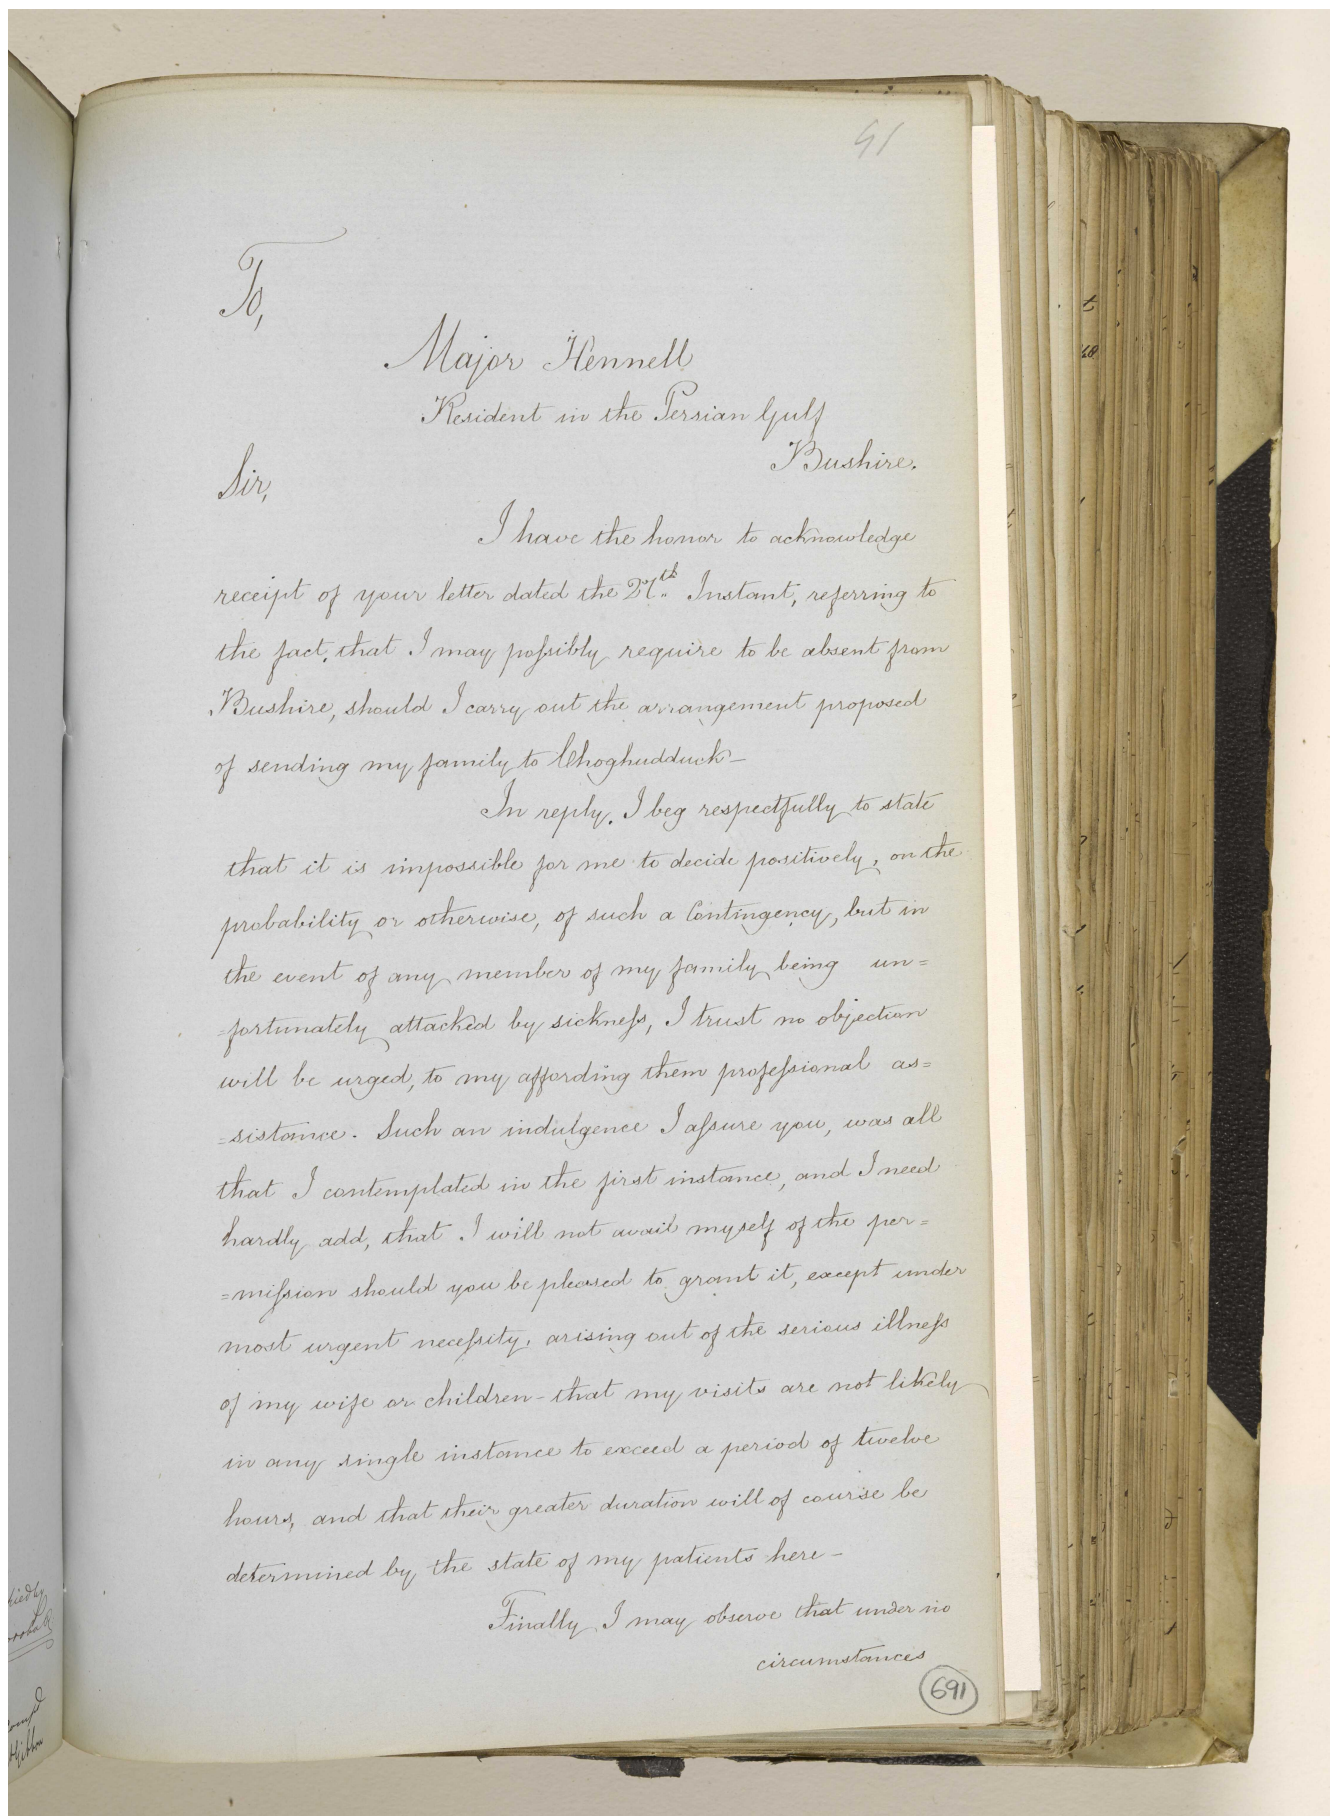 41
To,
Major Hennell
Resident in the Persian Gulf
Bushire.
Sir,
I have the honor to acknowledge
receipt of your letter dated the 27th Instant, referring to
the fact, that I may poſsibly require to be absent from
Bushire, should I carry out the arrangement proposed
of sending my family to Choghudduck—
In reply, I beg respectfully to state
that it is impossible for me to decide positively, on the
probability or otherwise, of such a Contingency, but in
the event of any member of my family being un=
=fortunately attacked by sickneſs, I trust no objection
will be urged, to my affording them profeſsional as=
=sistance. Such an indulgence I aſsure you, was all
that I contemplated in the first instance, and I need
hardly add, that I will not avail myself of the per=
=miſsion should you be pleased to grant it, except under
most urgent neceſsity, arising out of the serious illneſs
of my wife or children – that my visits are not likely
in any single instance to exceed a period of twelve
hours, and that their greater duration will of course be
determined by the state of my patients here –
Finally, I may observe that under no
circumstances
691